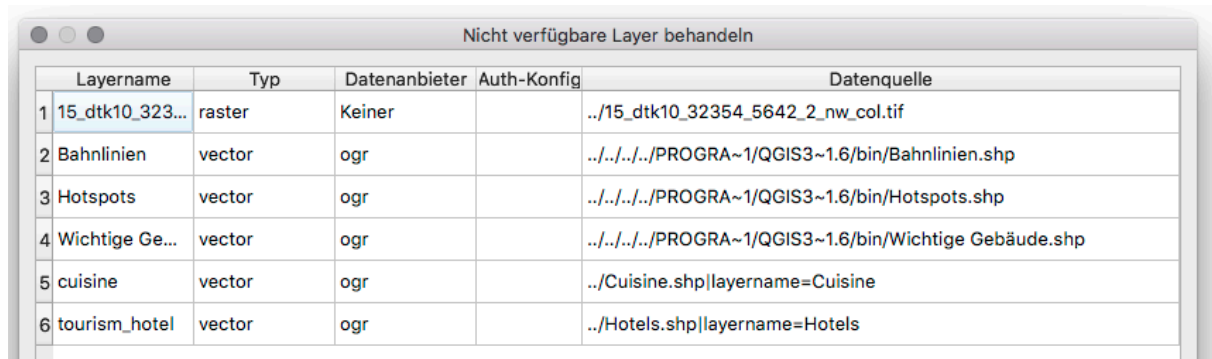 Nicht verfügbare Layer behandeln
Layername Typ Datenanbieter Auth-Konfig Datenquelle
1 15_dtk10_323... raster Keiner ../15_dtk10_32354_5642_2_nw_col.tif
2 Bahnlinien vector ogr ../../../../PROGRA~1/QGIS3~1.6/bin/Bahnlinien.shp
3 Hotspots vector ogr ../../../../PROGRA~1/QGIS3~1.6/bin/Hotspots.shp
4 Wichtige Ge... vector ogr ../../../../PROGRA~1/QGIS3~1.6/bin/Wichtige Gebäude.shp
5 cuisine vector ogr ../Cuisine.shp|layername=Cuisine
6 tourism_hotel vector ogr ../Hotels.shp|layername=Hotels